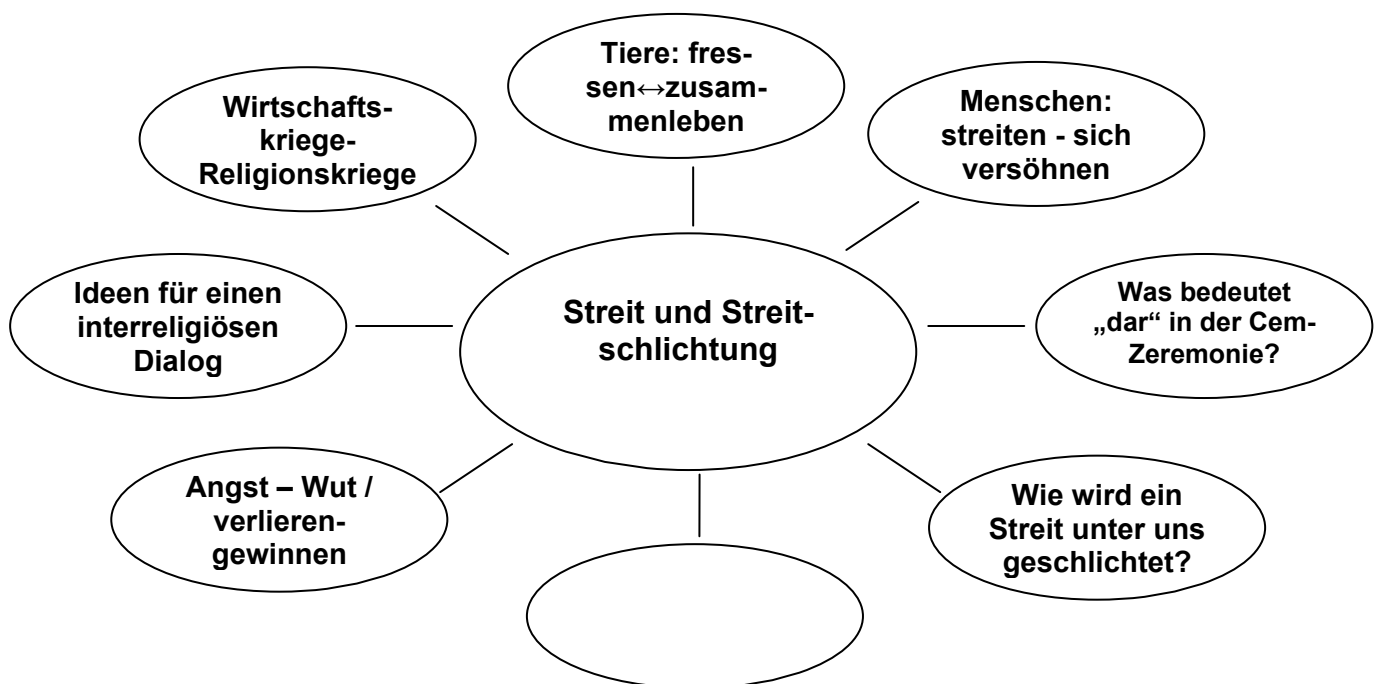 Tiere: fres-
sen↔zusam-
menleben
Wirtschafts-
kriege-
Religionskriege
Menschen:
streiten - sich
versöhnen
Ideen für einen
interreligiösen
Dialog
Streit und Streit-
schlichtung
Was bedeutet
„dar“ in der Cem-
Zeremonie?
Angst – Wut /
verlieren-
gewinnen
Wie wird ein
Streit unter uns
geschlichtet?